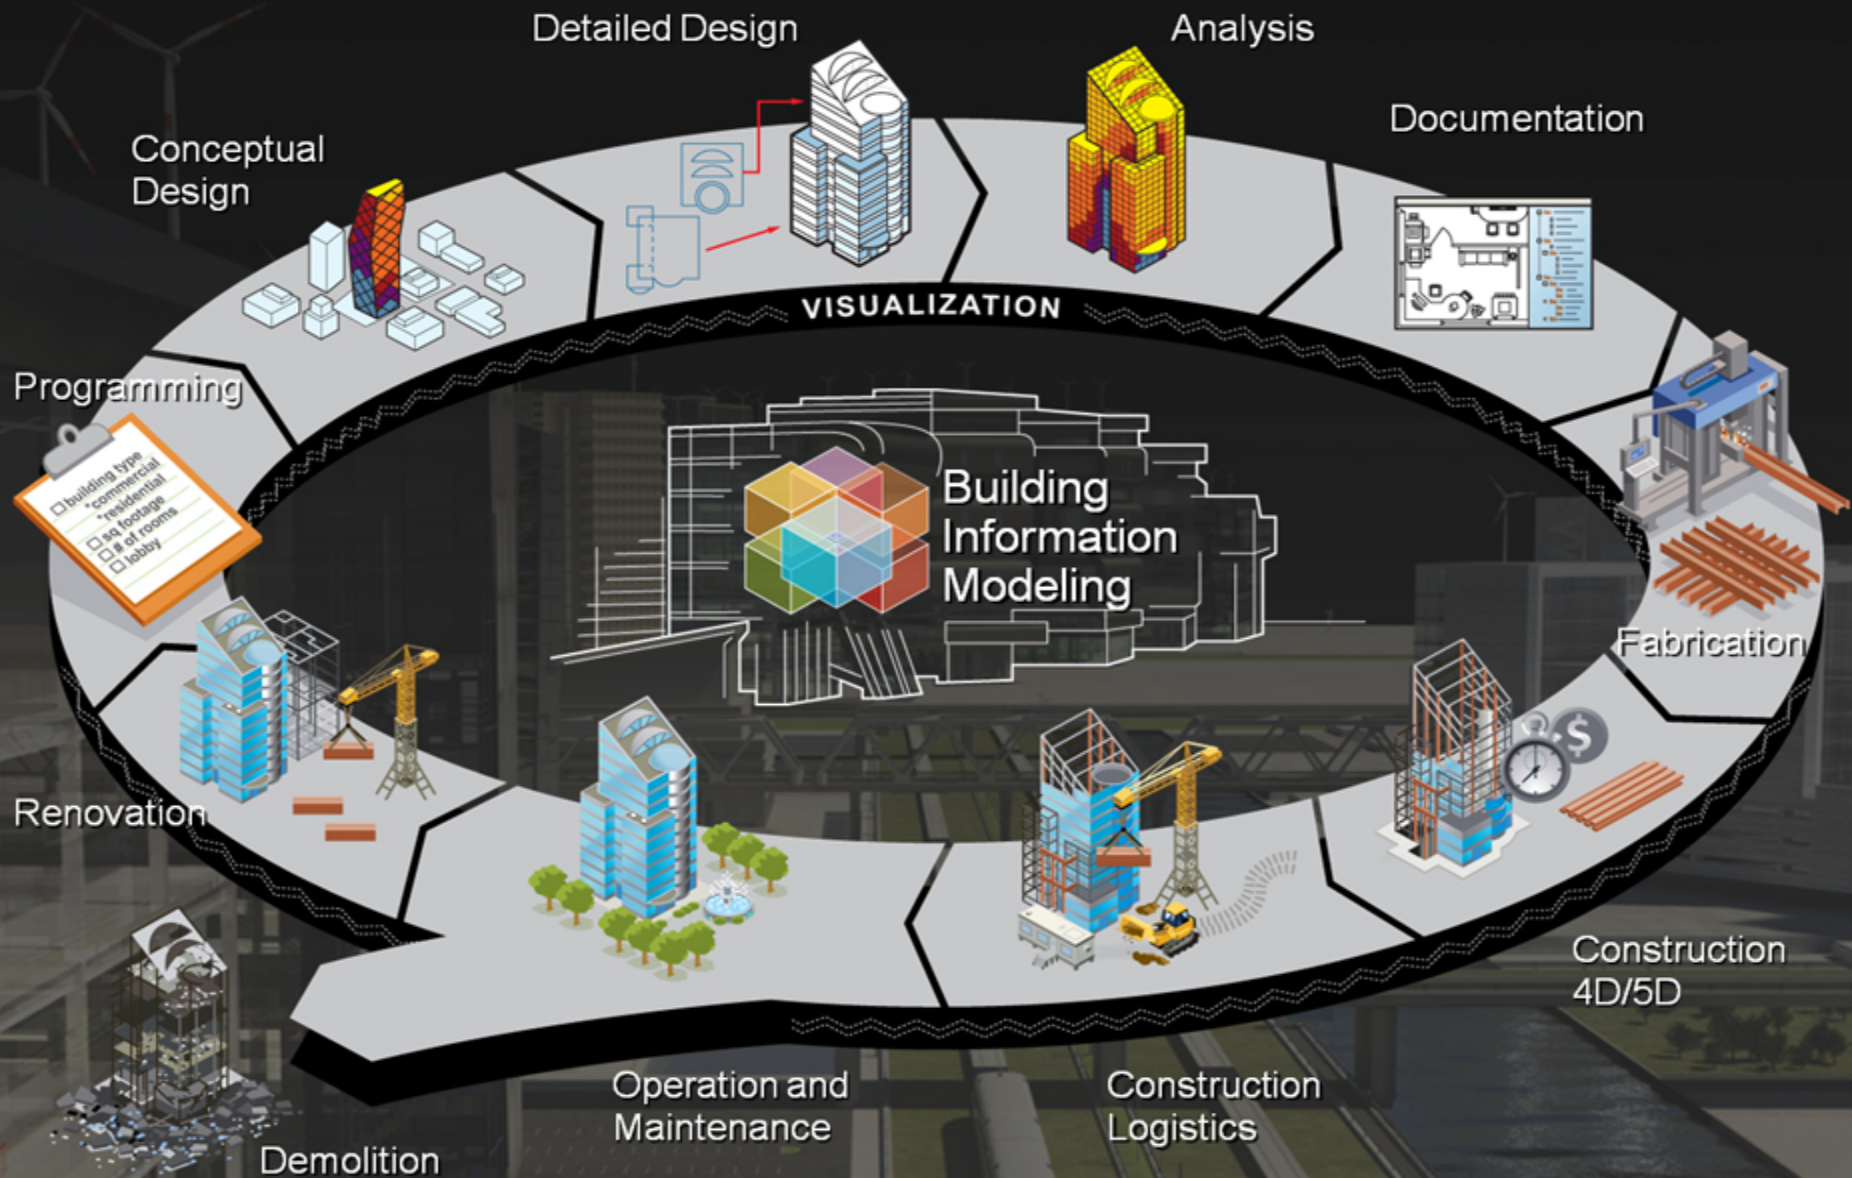 Detailed Design
Analysis
Documentation
Conceptual
Design
VISUALIZATION
Programming
building type
*commercial
*residential
sq footage
# of rooms
lobby
Building
Information
Modeling
Fabrication
$
Renovation
Construction
4D/5D
Operation and
Maintenance
Construction
Logistics
Demolition